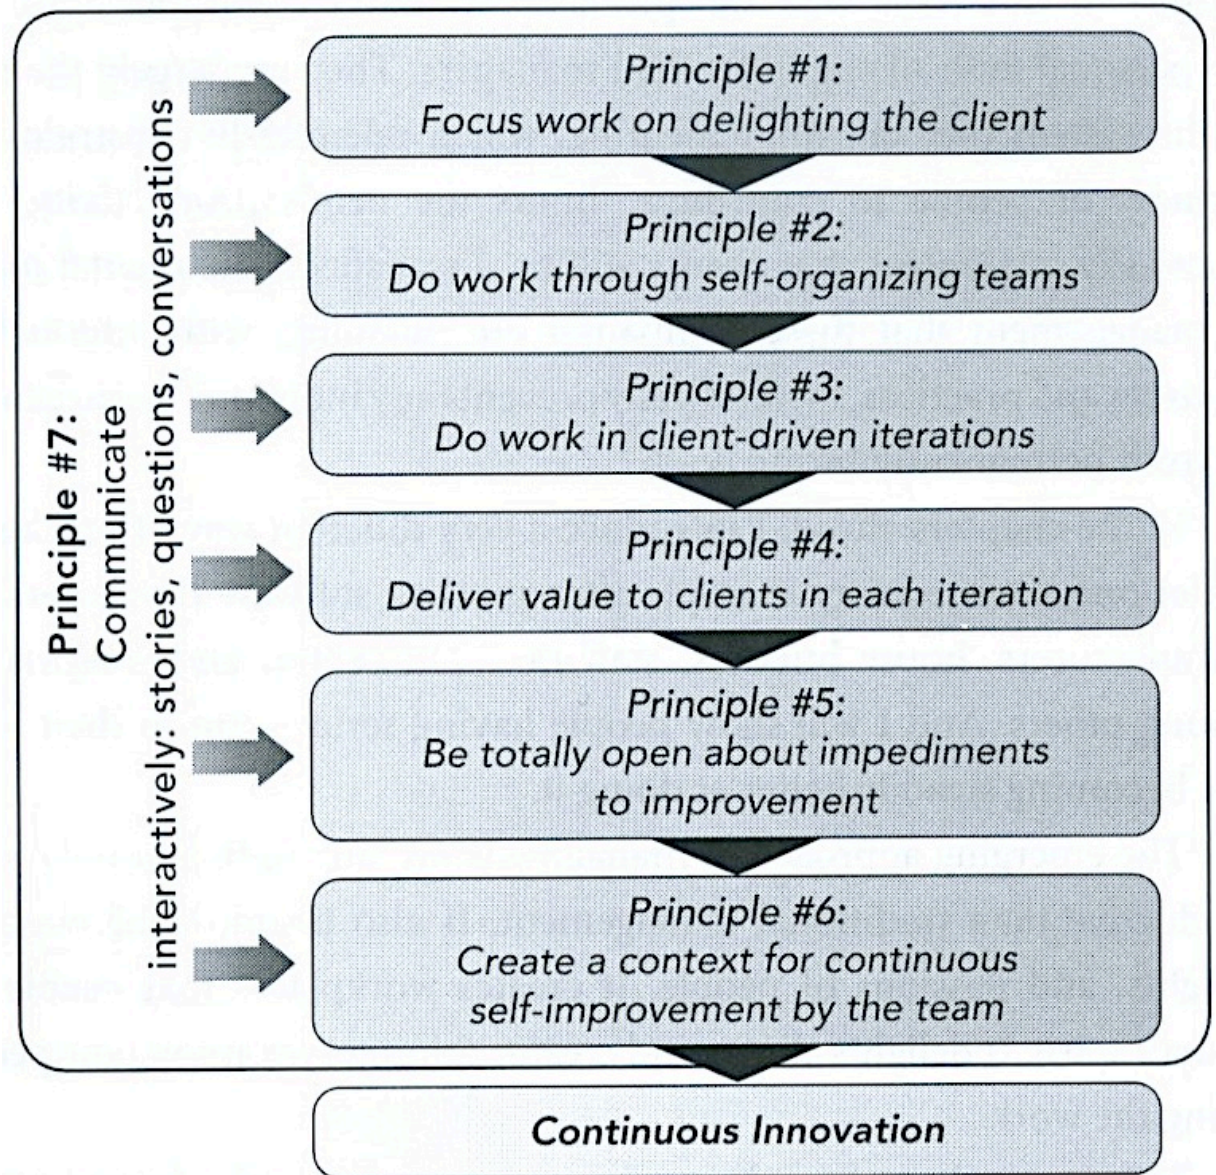 Principle #7:
Communicate
interactively: stories, questions, conversations
Principle #1:
Focus work on delighting the client
Principle #2:
Do work through self-organizing teams
Principle #3:
Do work in client-driven iterations
Principle #4:
Deliver value to clients in each iteration
Principle #5:
Be totally open about impediments
to improvement
Principle #6:
Create a context for continuous
self-improvement by the team
Continuous Innovation